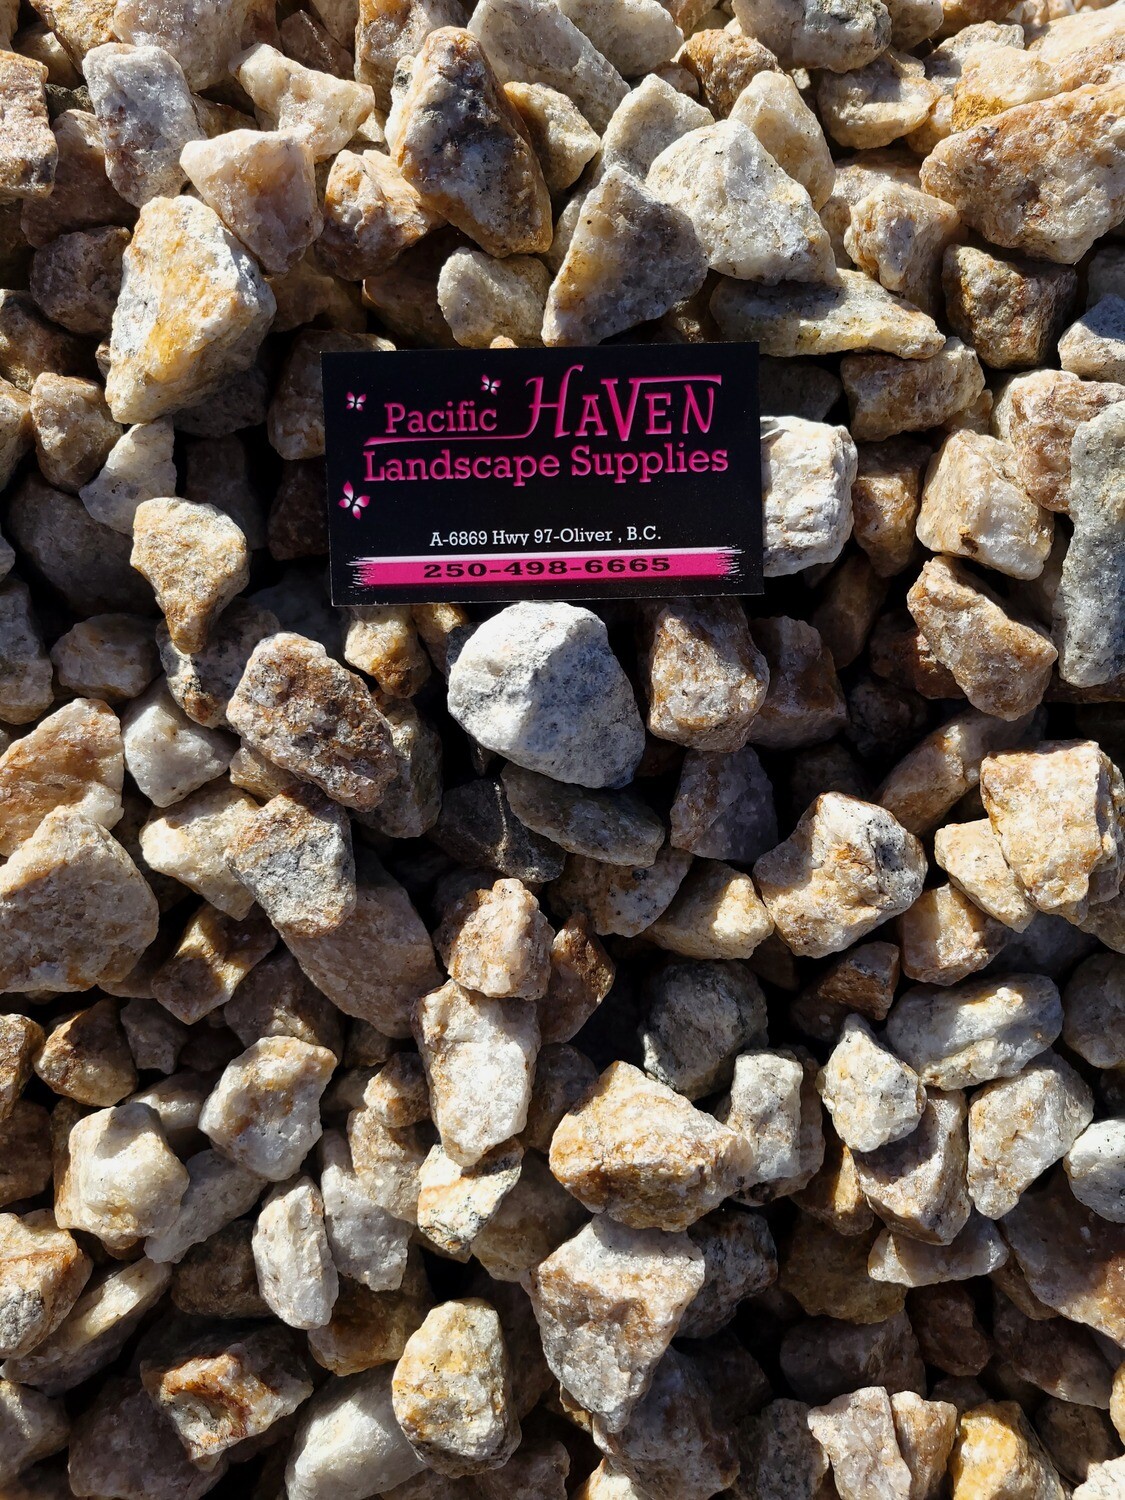 Pacific HAVEN
Landscape Supplies
A-6869 Hwy 97-Oliver , B.C.
250-498-6665